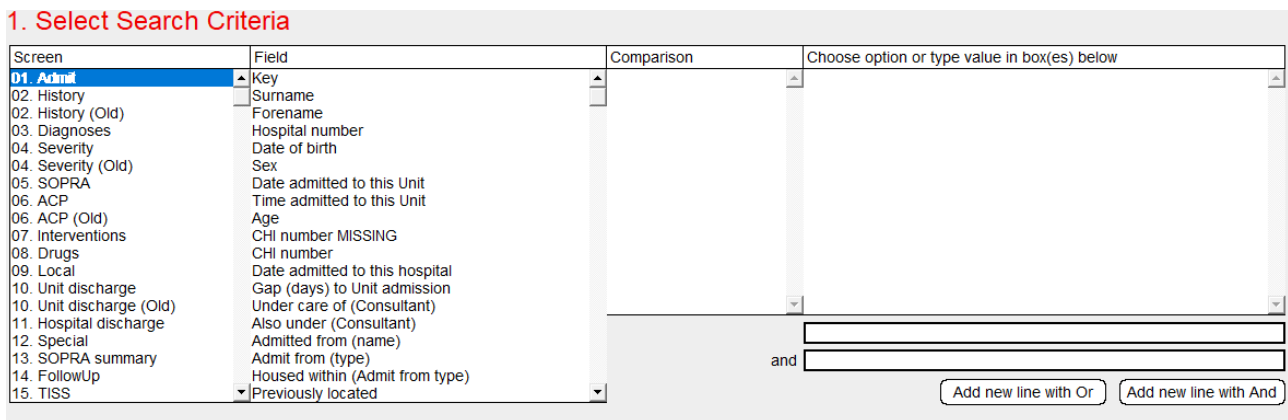 1. Select Search Criteria
Screen Field Comparison Choose option or type value in box(es) below
01. Admit Key
02. History Surname
02. History (Old) Forename
03. Diagnoses Hospital number
04. Severity Date of birth
04. Severity (Old) Sex
05. SOPRA Date admitted to this Unit
06. ACP Time admitted to this Unit
06. ACP (Old) Age
07. Interventions CHI number MISSING
08. Drugs CHI number
09. Local Date admitted to this hospital
10. Unit discharge Gap (days) to Unit admission
10. Unit discharge (Old) Under care of (Consultant)
11. Hospital discharge Also under (Consultant)
12. Special Admitted from (name)
13. SOPRA summary Admit from (type)
14. FollowUp Housed within (Admit from type)
15. TISS Previously located
and
Add new line with Or Add new line with And